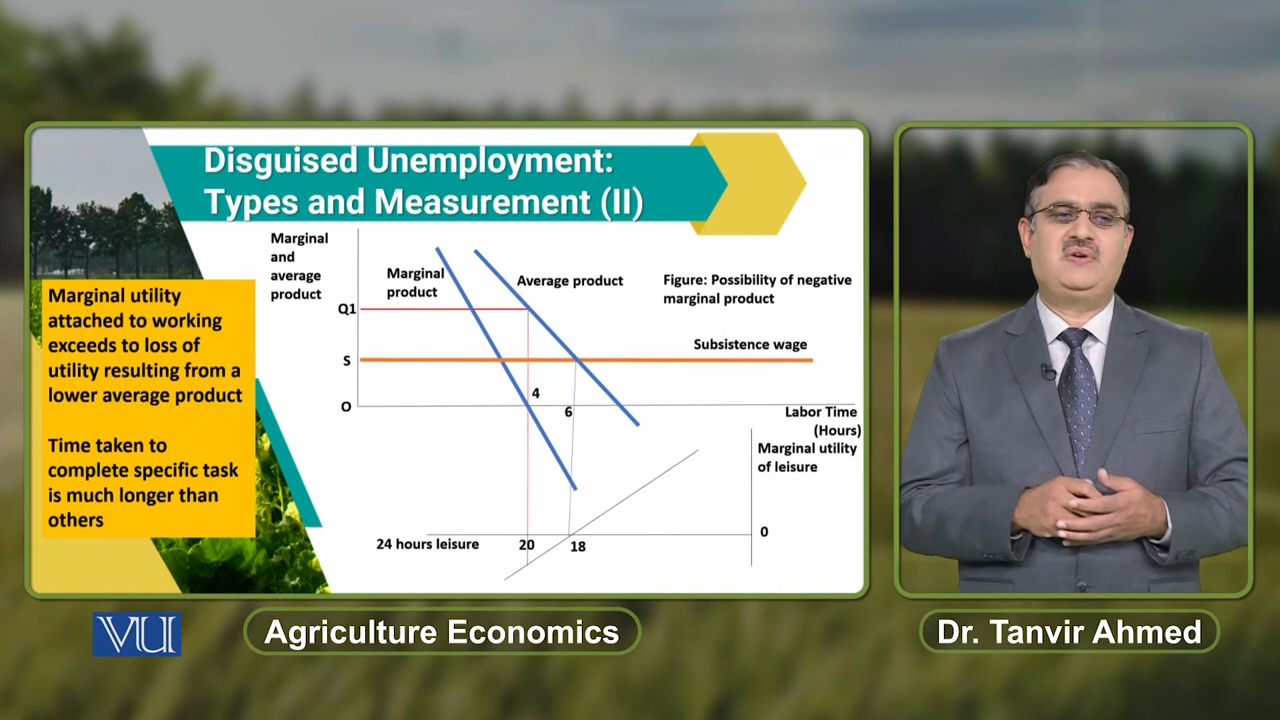 Disguised Unemployment:
Types and Measurement (II)
Marginal utility
attached to working
exceeds to loss of
utility resulting from a
lower average product
Time taken to
complete specific task
is much longer than
others
Marginal
and
average
product
Marginal
product
Average product
Figure: Possibility of negative
marginal product
Q1
Subsistence wage
S
4
O
6
Labor Time
(Hours)
Marginal utility
of leisure
0
24 hours leisure
20
18
VU
Agriculture Economics
Dr. Tanvir Ahmed